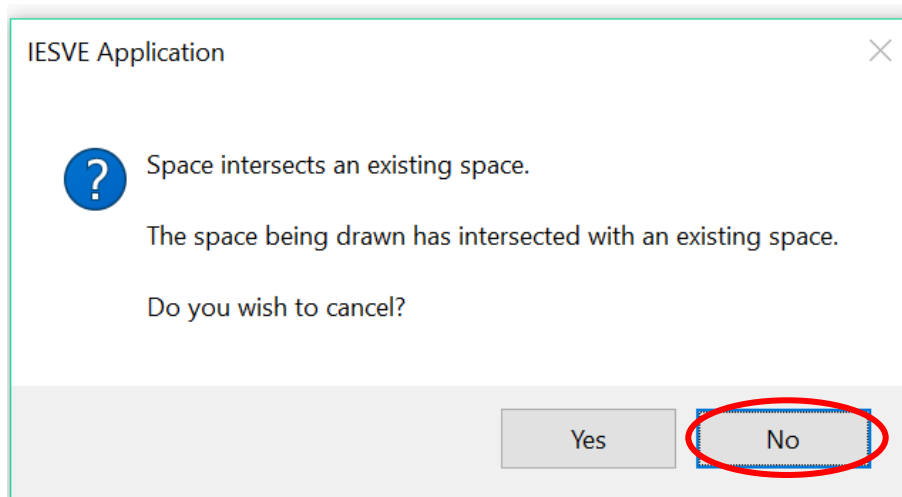 IESVE Application
?
Space intersects an existing space.
The space being drawn has intersected with an existing space.
Do you wish to cancel?
Yes No